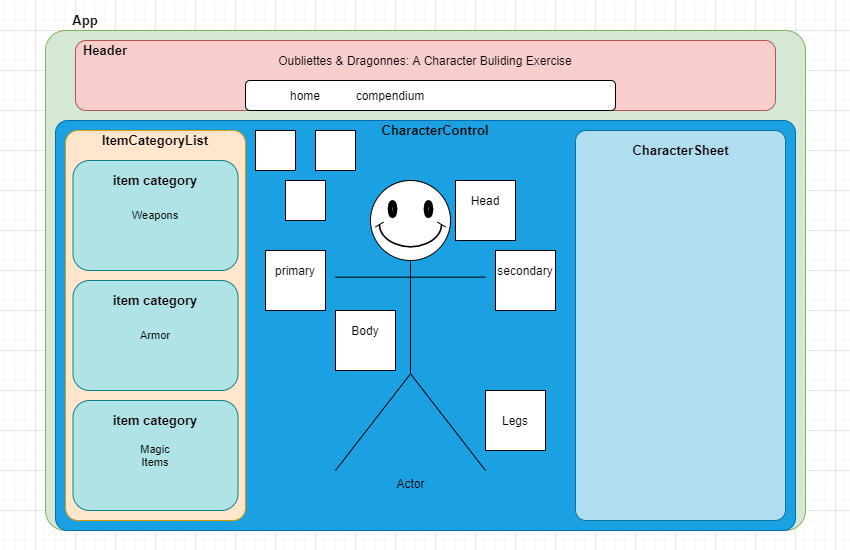 App
Header
Oubliettes & Dragonnes: A Character Buliding Exercise
home compendium
CharacterControl
ItemCategoryList
item category
Weapons
item category
Armor
item category
Magic
Items
Head
primary
secondary
Body
Legs
Actor
CharacterSheet